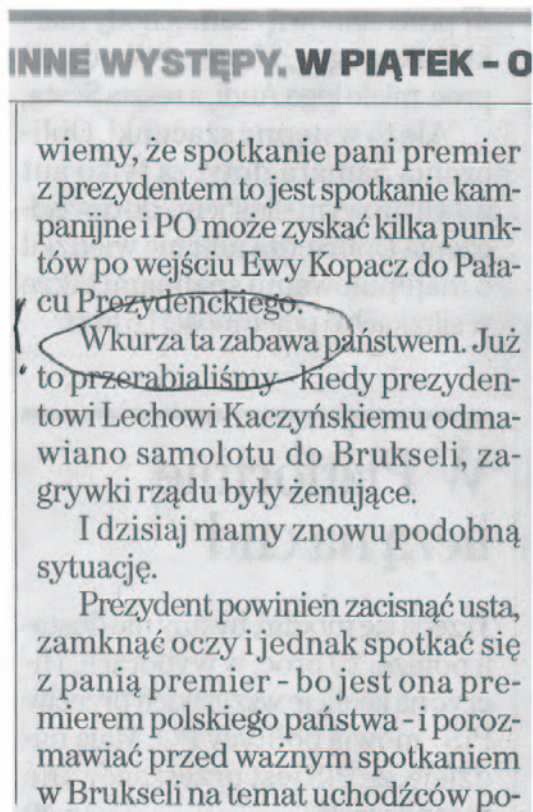 INNE WYSTĘPY. W PIĄTEK - O
wiemy, że spotkanie pani premier
z prezydentem to jest spotkanie kam-
panijne i PO może zyskać kilka punk-
tów po wejściu Ewy Kopacz do Pała-
cu Prezydenckiego.
Wkurza ta zabawa państwem. Już
to przerabialiśmy - kiedy prezyden-
towi Lechowi Kaczyńskiemu odma-
wiano samolotu do Brukseli, za-
grywki rządu były żenujące.
I dzisiaj mamy znowu podobną
sytuację.
Prezydent powinien zacisnąć usta,
zamknąć oczy i jednak spotkać się
z panią premier - bo jest ona pre-
mierem polskiego państwa - i poroz-
mawiać przed ważnym spotkaniem
w Brukseli na temat uchodźców po-